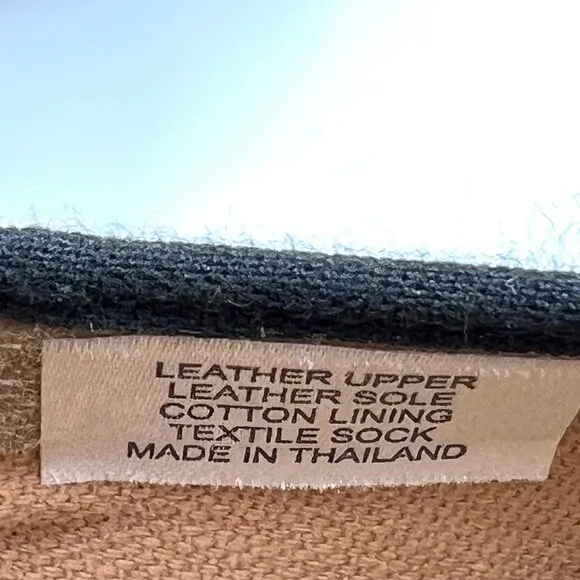 LEATHER UPPER
LEATHER SOLE
COTTON LINING
TEXTILE SOCK
MADE IN THAILAND